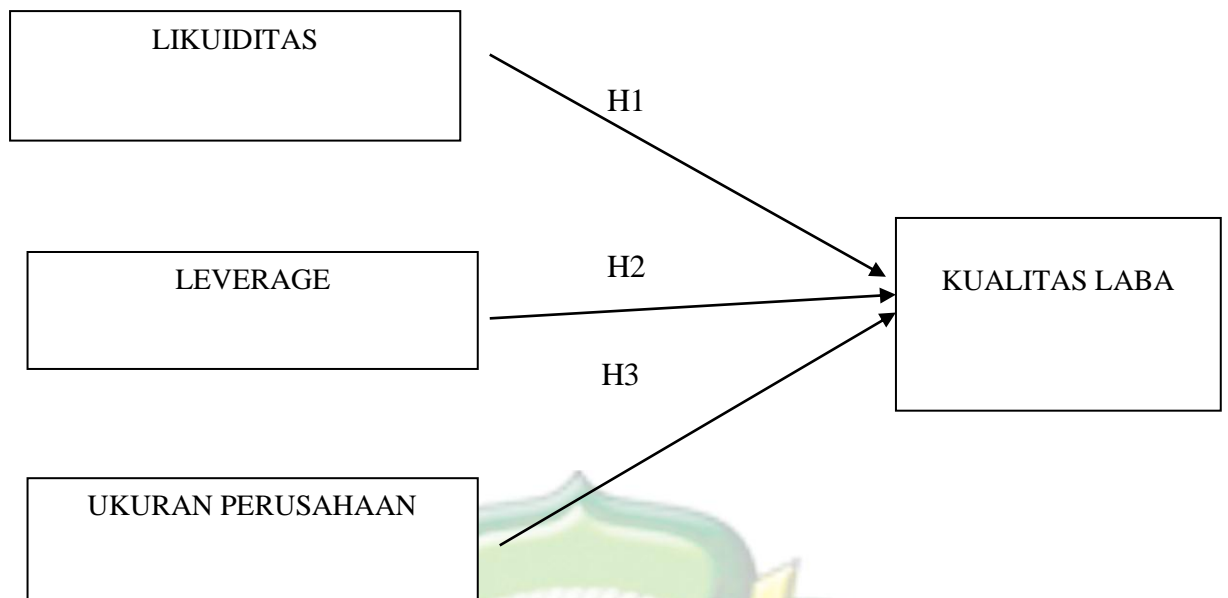 LIKUIDITAS
H1
LEVERAGE
H2
KUALITAS LABA
H3
UKURAN PERUSAHAAN